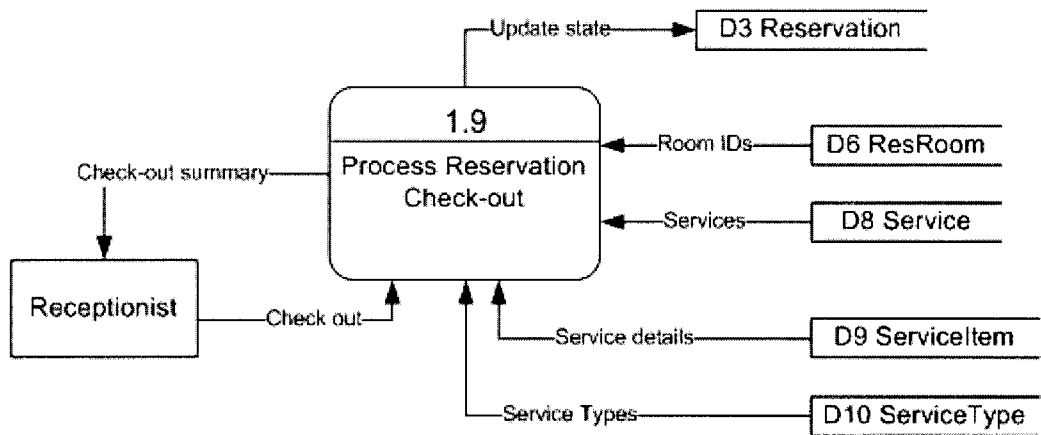 Update state
D3 Reservation
1.9
Room IDs
D6 ResRoom
Check-out summary
Process Reservation
Check-out
Services
D8 Service
Receptionist
Check out
Service details
D9 ServiceItem
Service Types
D10 ServiceType